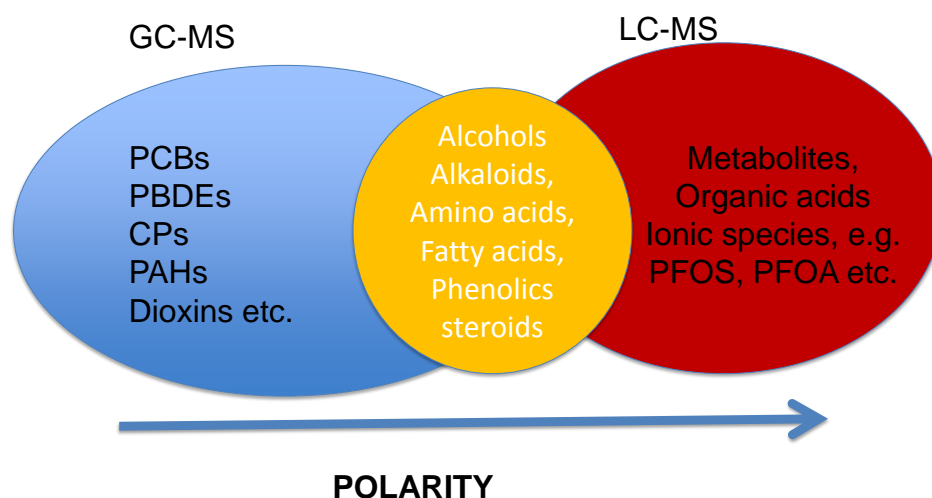 GC-MS
LC-MS
PCBs
PBDEs
CPs
PAHs
Dioxins etc.
Alcohols
Alkaloids,
Amino acids,
Fatty acids,
Phenolics
steroids
Metabolites,
Organic acids
Ionic species, e.g.
PFOS, PFOA etc.
POLARITY